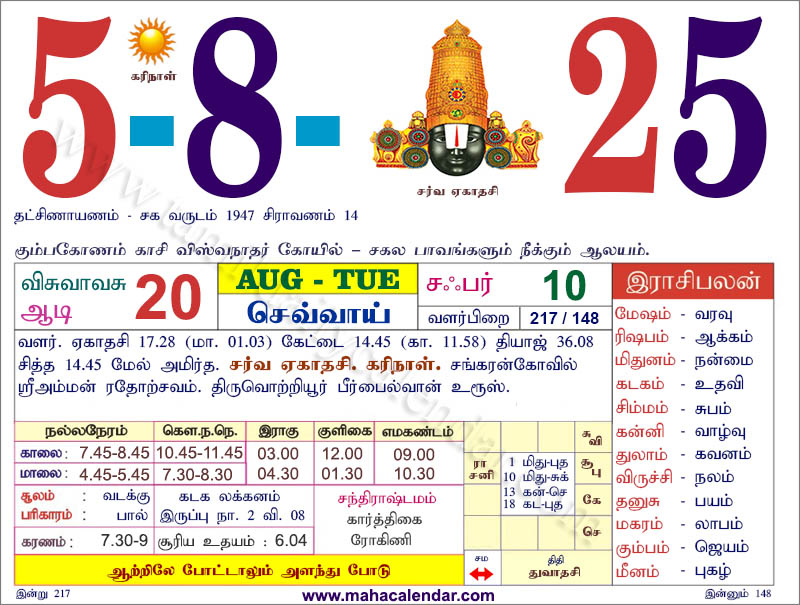 5-8-25
கரிநாள்
சர்வ ஏகாதசி
தட்சிணாயணம் - சக வருடம் 1947 சிராவணம் 14
கும்பகோணம் காசி விஸ்வநாதர் கோயில் – சகல பாவங்களும் நீக்கும் ஆலயம்.
விசுவாவசு
ஆடி 20
AUG - TUE
செவ்வாய்
சஃபர் 10
வளர்பிறை 217 / 148
வளர். ஏகாதசி 17.28 (மா. 01.03) கேட்டை 14.45 (கா. 11.58) தியாஜ் 36.08
சித்த 14.45 மேல் அமிர்த. சர்வ ஏகாதசி. கரிநாள். சங்கரன்கோவில்
ஸ்ரீஅம்மன் ரதோற்சவம். திருவொற்றியூர் பீர்பைல்வான் உரூஸ்.
நல்லநேரம் கௌ.ந.நெ. இராகு குளிகை எமகண்டம்
காலை: 7.45-8.45 10.45-11.45 03.00 12.00 09.00
மாலை: 4.45-5.45 7.30-8.30 04.30 01.30 10.30
சூலம் : வடக்கு கடக லக்கனம்
பரிகாரம் : பால் இருப்பு நா. 2 வி. 08
சந்திராஷ்டமம்
கார்த்திகை
ரோகிணி
கரணம் : 7.30-9 சூரிய உதயம் : 6.04
ஆற்றிலே போட்டாலும் அளந்து போடு
சு
வி
ரா
சனி
1 மிது-புத
10 மிது-சுக்
13 கன்-செ
18 கட-புத
சூ
பு
கே
செ
சம
திதி
துவாதசி
இராசிபலன்
மேஷம் - வரவு
ரிஷபம் - ஆக்கம்
மிதுனம் - நன்மை
கடகம் - உதவி
சிம்மம் - சுபம்
கன்னி - வாழ்வு
துலாம் - கவனம்
விருச்சி - நலம்
தனுசு - பயம்
மகரம் - லாபம்
கும்பம் - ஜெயம்
மீனம் - புகழ்
இன்று 217
www.mahacalendar.com
இன்னும் 148